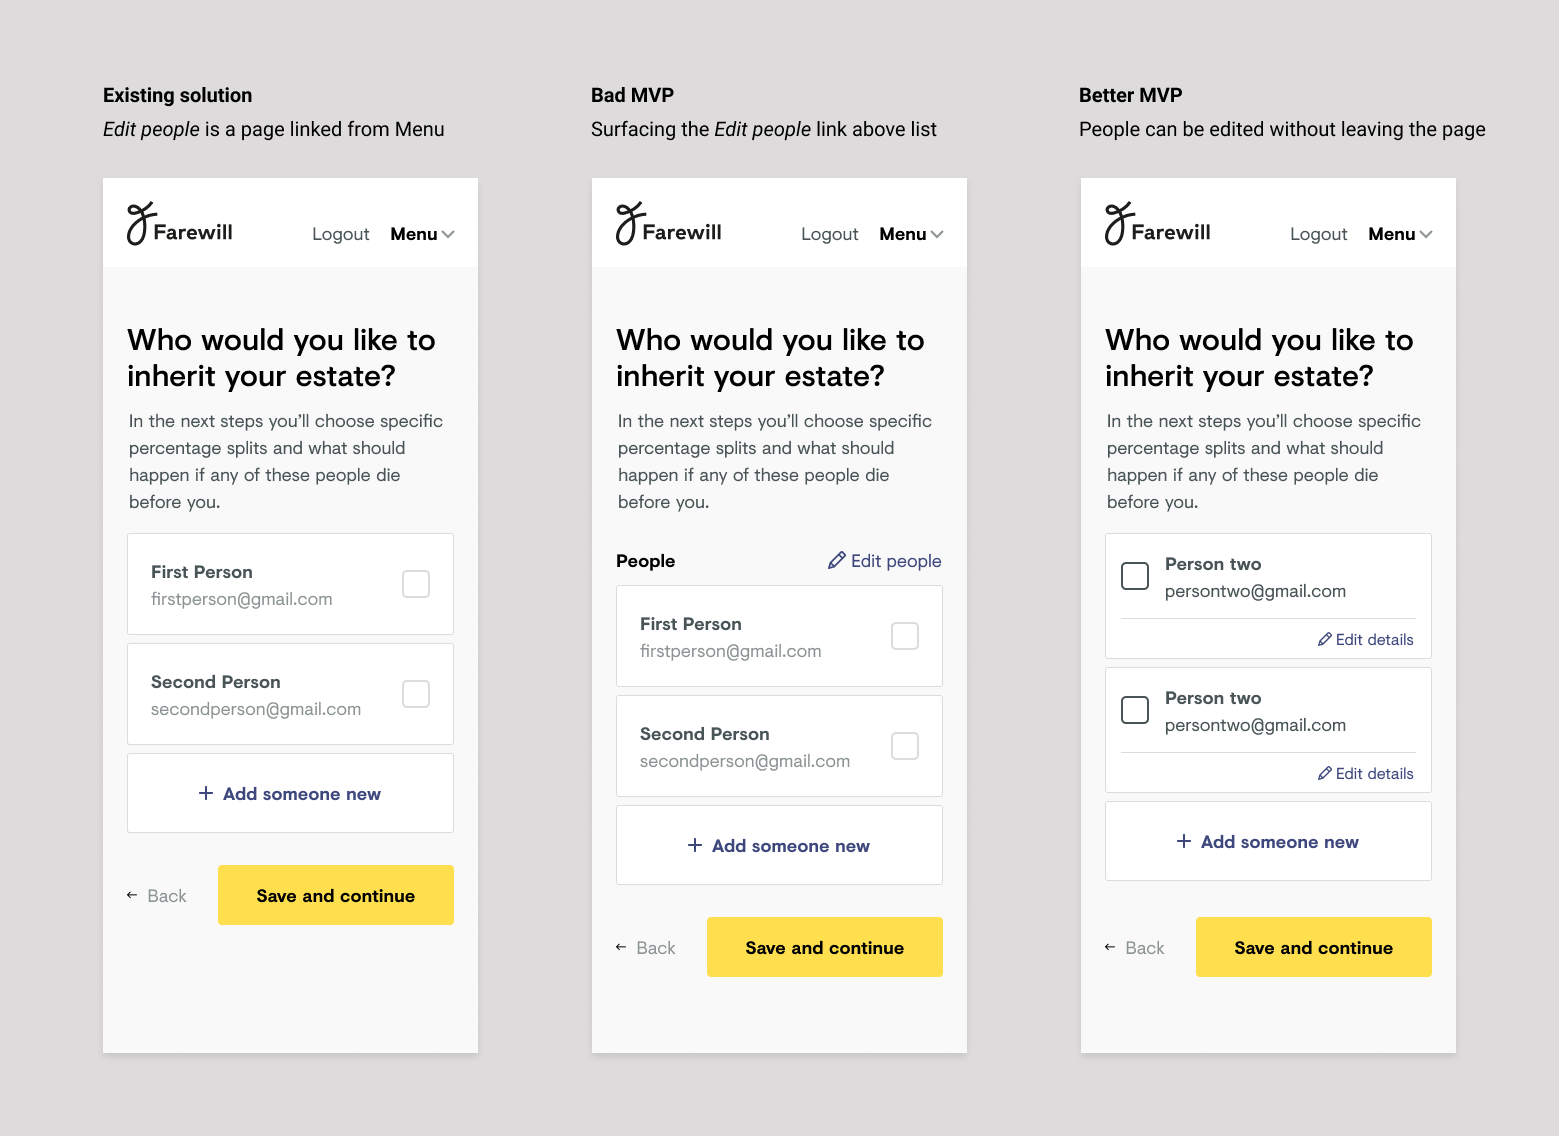 Existing solution
Edit people is a page linked from Menu
Farewill
Logout
Menu
Who would you like to
inherit your estate?
In the next steps you’ll choose specific
percentage splits and what should
happen if any of these people die
before you.
First Person
firstperson@gmail.com
Second Person
secondperson@gmail.com
+ Add someone new
← Back
Save and continue
Bad MVP
Surfacing the Edit people link above list
Farewill
Logout
Menu
Who would you like to
inherit your estate?
In the next steps you’ll choose specific
percentage splits and what should
happen if any of these people die
before you.
People
Edit people
First Person
firstperson@gmail.com
Second Person
secondperson@gmail.com
+ Add someone new
← Back
Save and continue
Better MVP
People can be edited without leaving the page
Farewill
Logout
Menu
Who would you like to
inherit your estate?
In the next steps you’ll choose specific
percentage splits and what should
happen if any of these people die
before you.
Person two
persontwo@gmail.com
Edit details
Person two
persontwo@gmail.com
Edit details
+ Add someone new
← Back
Save and continue